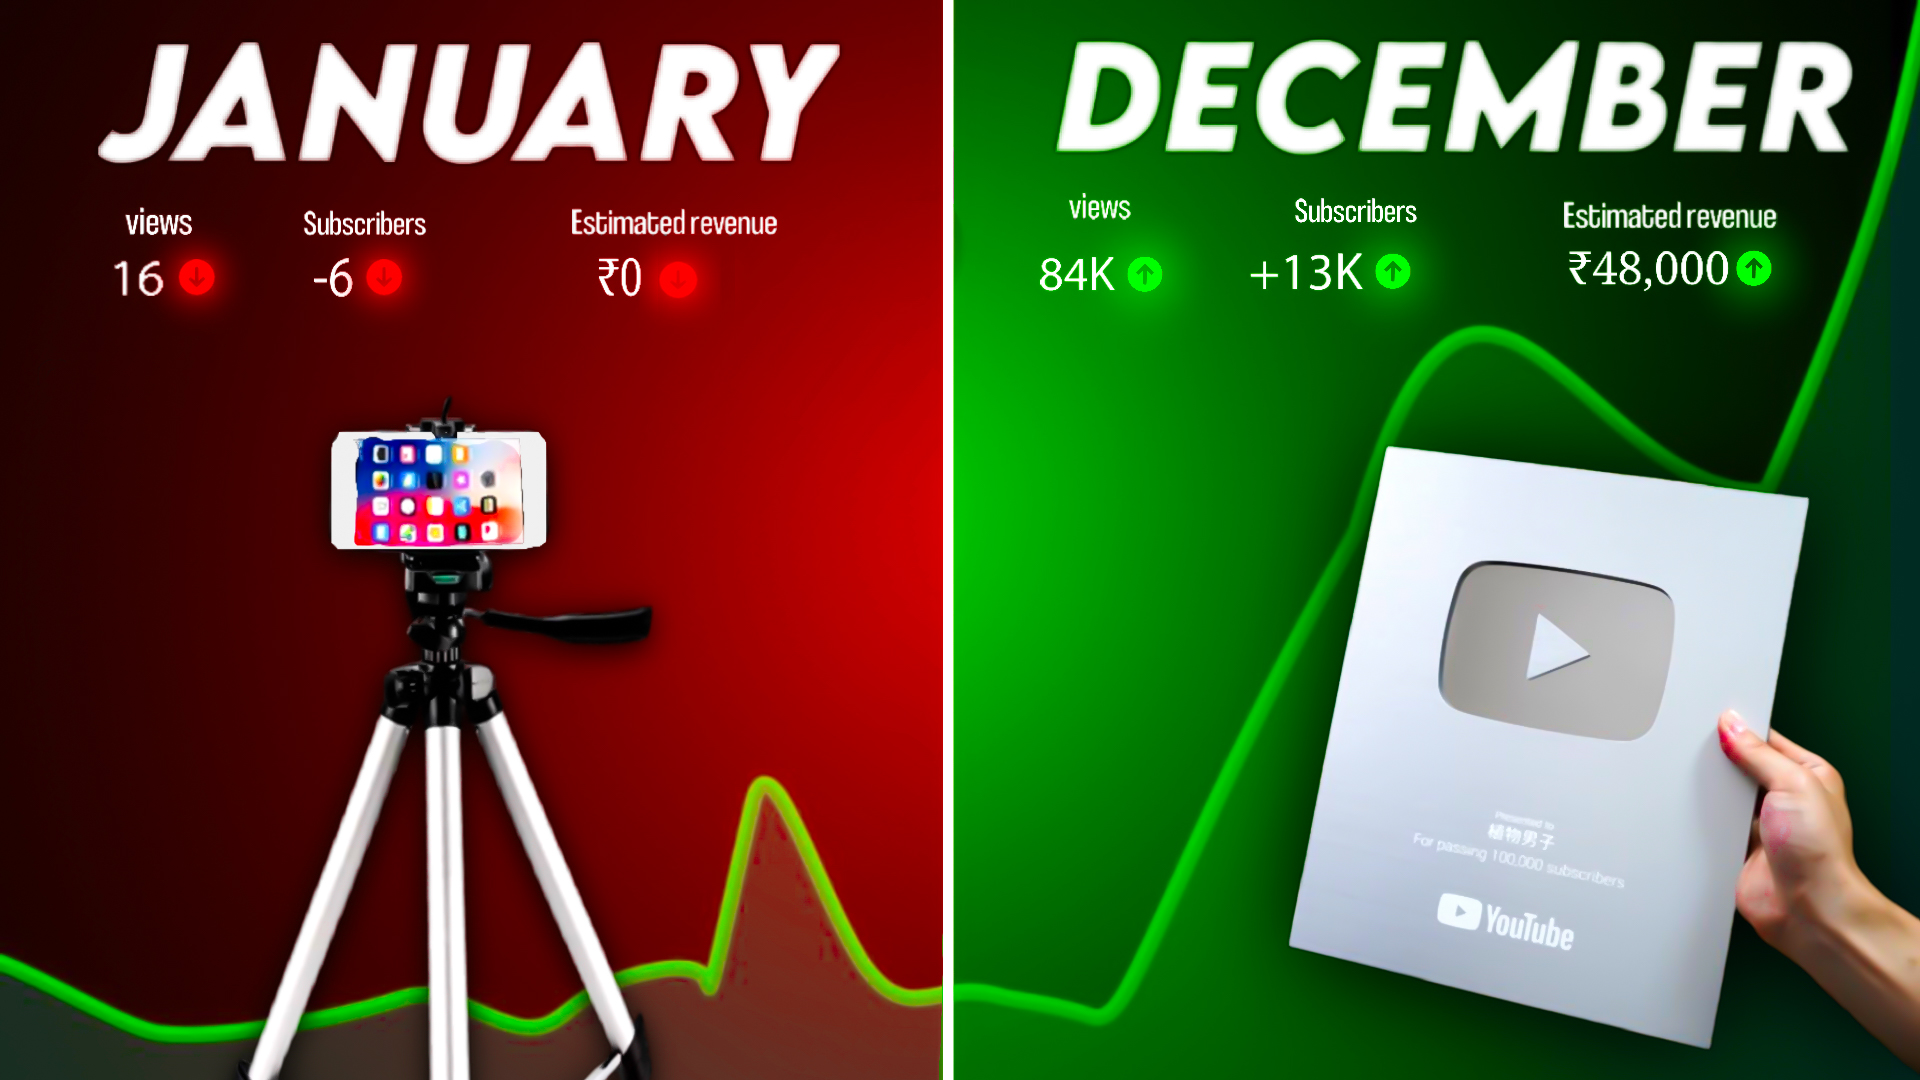 JANUARY
views Subscribers Estimated revenue
16 -6 ₹0
DECEMBER
views Subscribers Estimated revenue
84K +13K ₹48,000
Presented to
植物男子
For passing 100,000 subscribers
YouTube